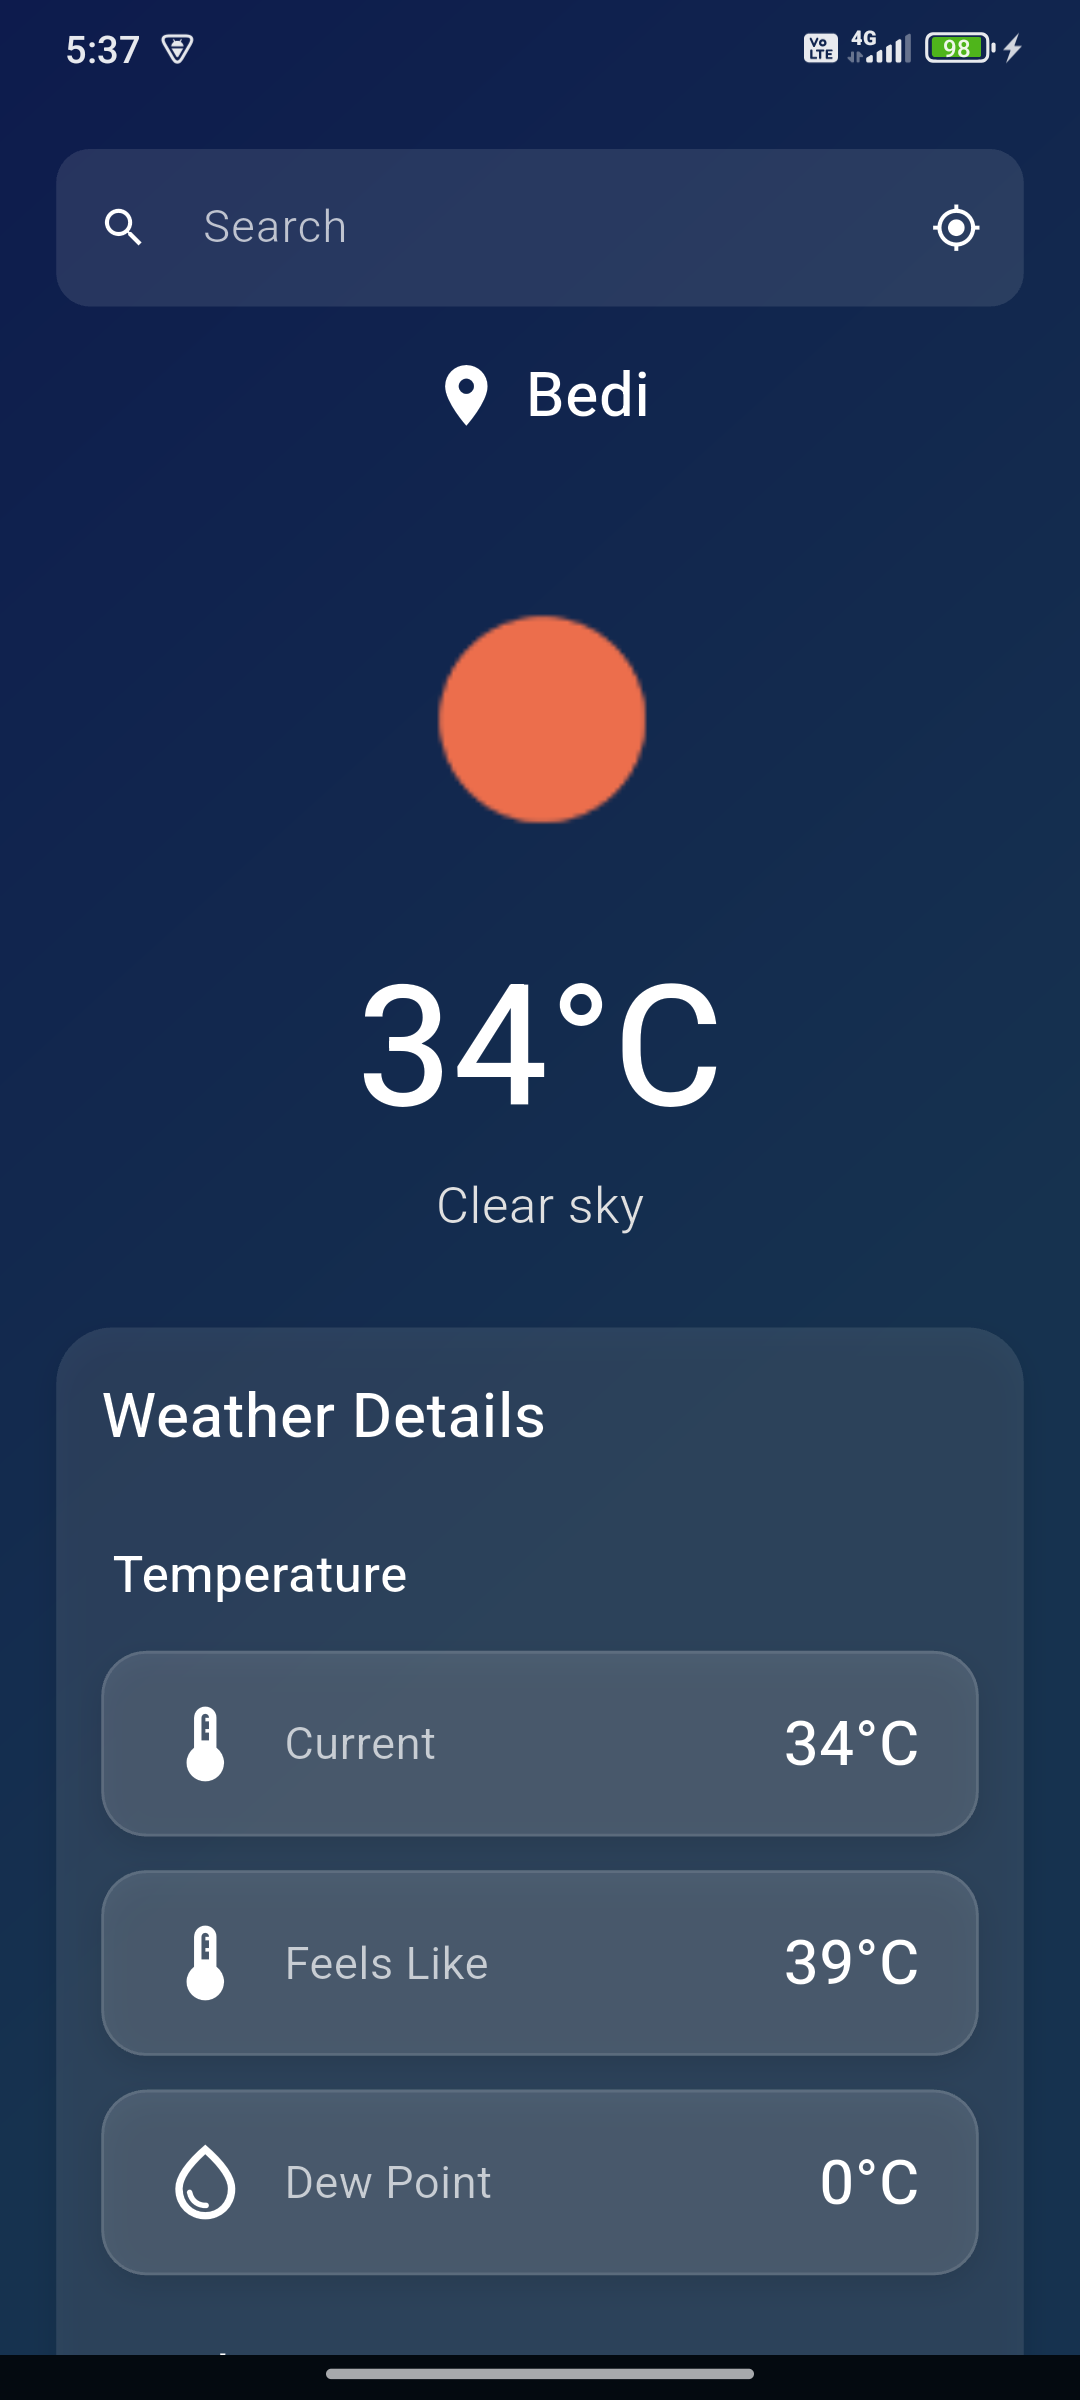 5:37 Vo LTE 4G 98
Search
Bedi
34°C
Clear sky
Weather Details
Temperature
Current 34°C
Feels Like 39°C
Dew Point 0°C